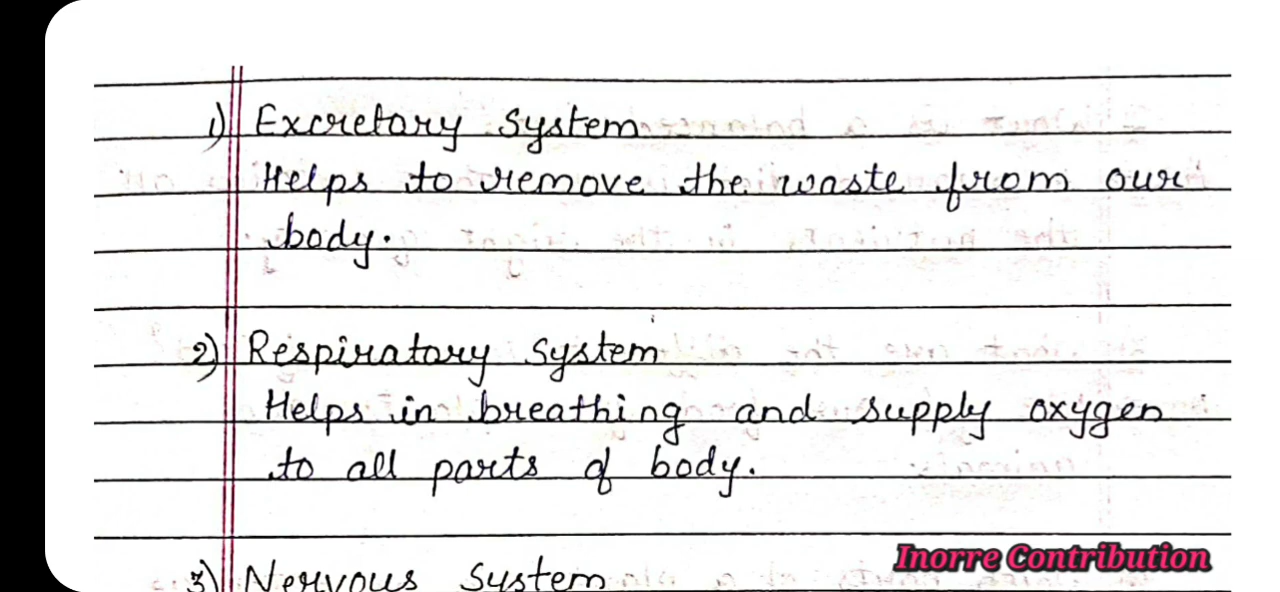 1) Excretory System
Helps to remove the waste from our
body.
2) Respiratory System
Helps in breathing and supply oxygen
to all parts of body.
3) Nervous System
Inorre Contribution